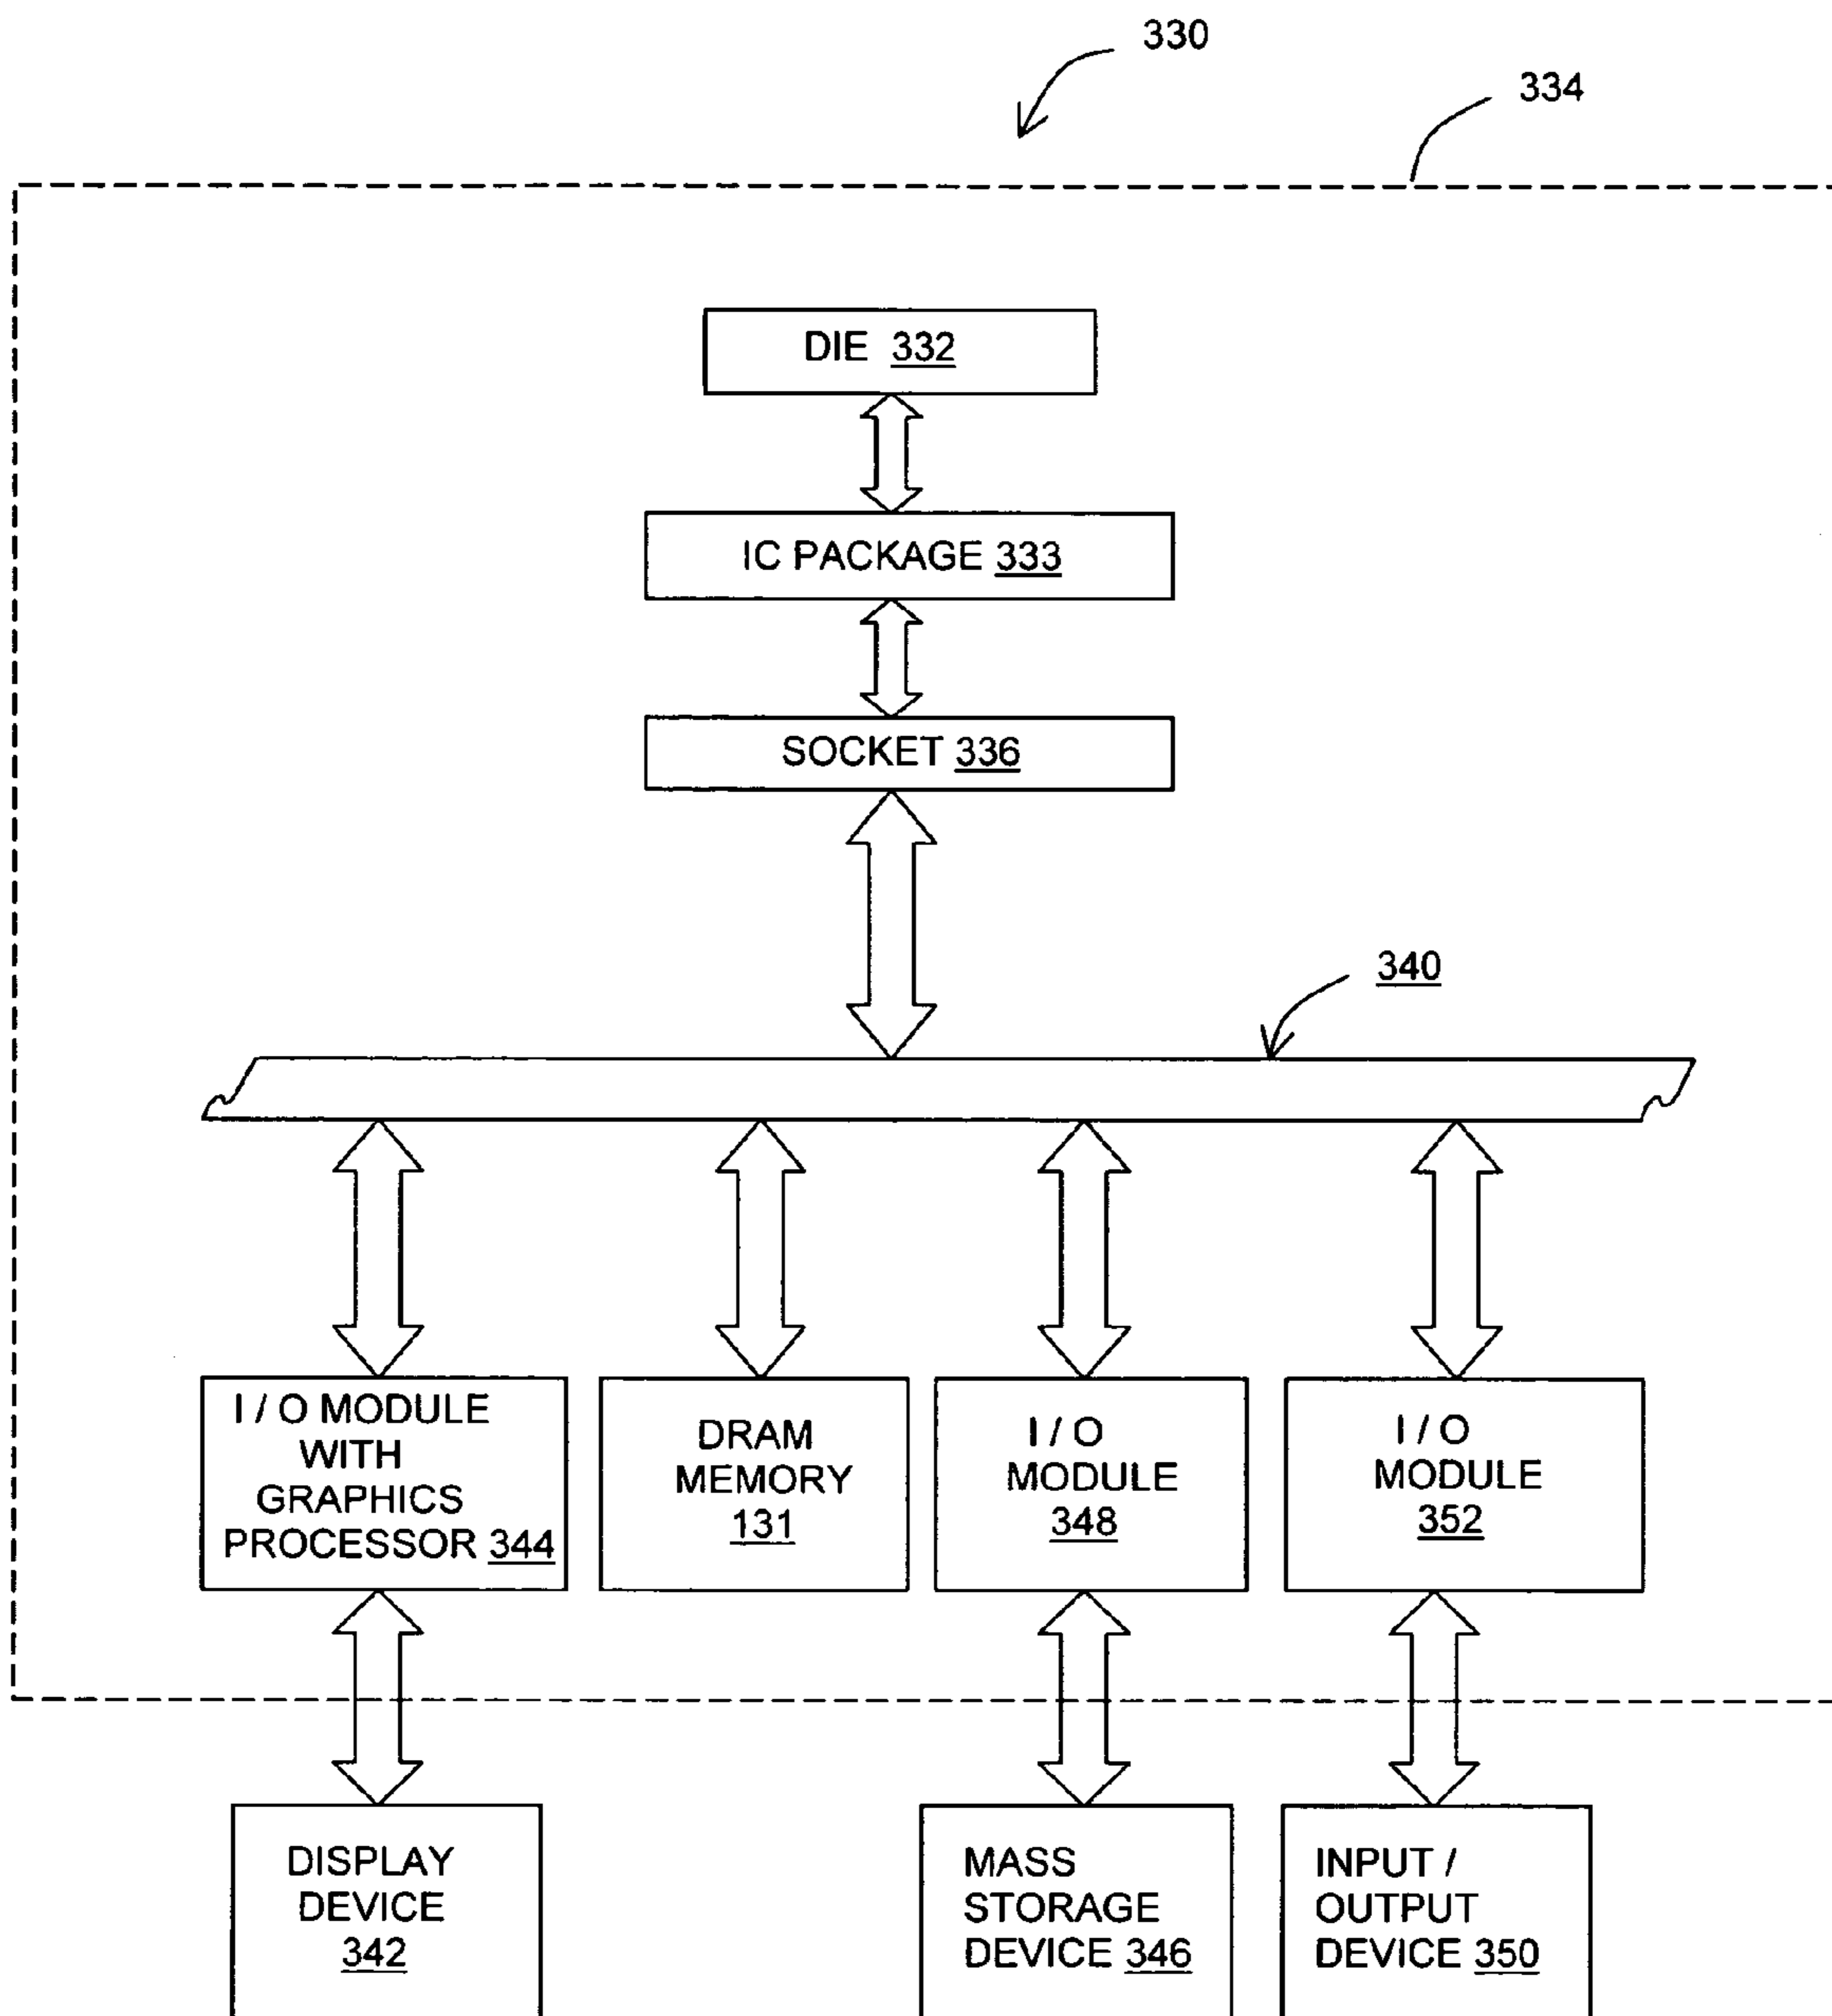 330
334
DIE 332
IC PACKAGE 333
SOCKET 336
340
I / O MODULE
WITH
GRAPHICS
PROCESSOR 344
DRAM
MEMORY
131
I / O
MODULE
348
I / O
MODULE
352
DISPLAY
DEVICE
342
MASS
STORAGE
DEVICE 346
INPUT /
OUTPUT
DEVICE 350